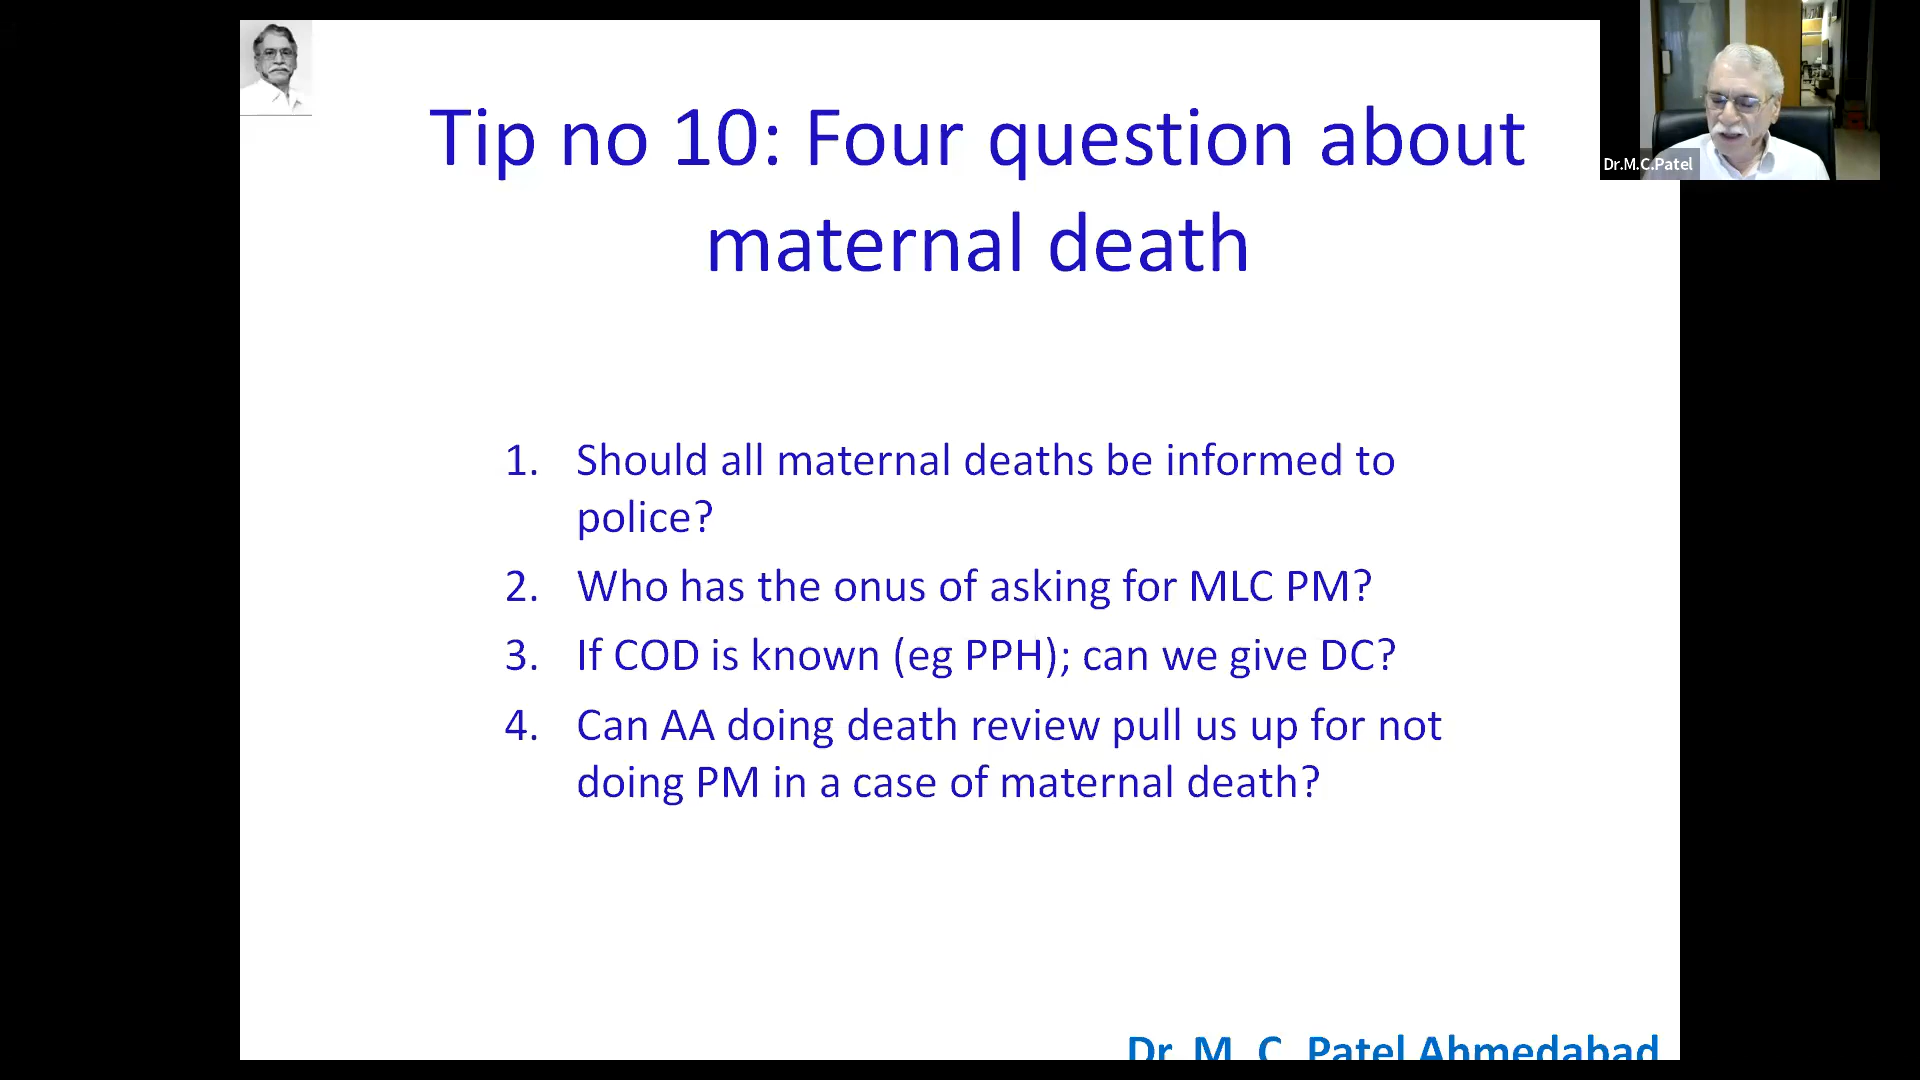 Tip no 10: Four question about
maternal death
Dr.M.C.Patel
1. Should all maternal deaths be informed to
police?
2. Who has the onus of asking for MLC PM?
3. If COD is known (eg PPH); can we give DC?
4. Can AA doing death review pull us up for not
doing PM in a case of maternal death?
Dr. M. C. Patel Ahmedabad